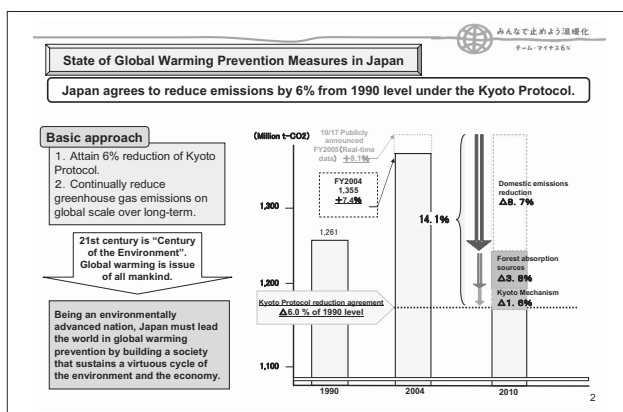 みんなで止めよう温暖化
チーム・マイナス6%
State of Global Warming Prevention Measures in Japan
Japan agrees to reduce emissions by 6% from 1990 level under the Kyoto Protocol.
Basic approach
1. Attain 6% reduction of Kyoto
Protocol.
2. Continually reduce
greenhouse gas emissions on
global scale over long-term.
21st century is "Century
of the Environment".
Global warming is issue
of all mankind.
Being an environmentally
advanced nation, Japan must lead
the world in global warming
prevention by building a society
that sustains a virtuous cycle of
the environment and the economy.
(Million t-CO2)
10/17 Publicly
announced
FY2005(Real-time
data) +8.1%
FY2004
1,355
+7.4%
1,300
1,261
1,200
1,100
14.1%
Domestic emissions
reduction
Δ8.7%
Forest absorption
sources
Δ3.8%
Kyoto Mechanism
Δ1.6%
Kyoto Protocol reduction agreement
Δ6.0 % of 1990 level
1990
2004
2010
2